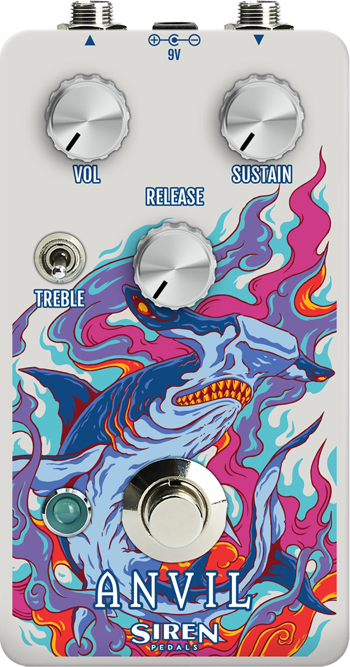 9V
VOL
SUSTAIN
RELEASE
TREBLE
ANVIL
SIREN
PEDALS